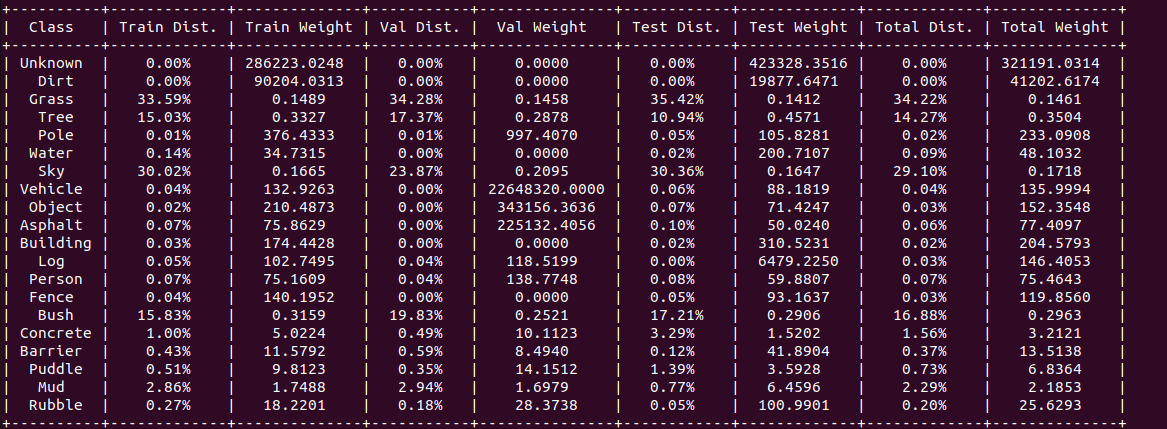 +----------+-------------+--------------+-----------+---------------+------------+-------------+-------------+--------------+
| Class | Train Dist. | Train Weight | Val Dist. | Val Weight | Test Dist. | Test Weight | Total Dist. | Total Weight |
+----------+-------------+--------------+-----------+---------------+------------+-------------+-------------+--------------+
| Unknown | 0.00% | 286223.0248 | 0.00% | 0.0000 | 0.00% | 423328.3516 | 0.00% | 321191.0314 |
| Dirt | 0.00% | 90204.0313 | 0.00% | 0.0000 | 0.00% | 19877.6471 | 0.00% | 41202.6174 |
| Grass | 33.59% | 0.1489 | 34.28% | 0.1458 | 35.42% | 0.1412 | 34.22% | 0.1461 |
| Tree | 15.03% | 0.3327 | 17.37% | 0.2878 | 10.94% | 0.4571 | 14.27% | 0.3504 |
| Pole | 0.01% | 376.4333 | 0.01% | 997.4070 | 0.05% | 105.8281 | 0.02% | 233.0908 |
| Water | 0.14% | 34.7315 | 0.00% | 0.0000 | 0.02% | 200.7107 | 0.09% | 48.1032 |
| Sky | 30.02% | 0.1665 | 23.87% | 0.2095 | 30.36% | 0.1647 | 29.10% | 0.1718 |
| Vehicle | 0.04% | 132.9263 | 0.00% | 22648320.0000 | 0.06% | 88.1819 | 0.04% | 135.9994 |
| Object | 0.02% | 210.4873 | 0.00% | 343156.3636 | 0.07% | 71.4247 | 0.03% | 152.3548 |
| Asphalt | 0.07% | 75.8629 | 0.00% | 225132.4056 | 0.10% | 50.0240 | 0.06% | 77.4097 |
| Building | 0.03% | 174.4428 | 0.00% | 0.0000 | 0.02% | 310.5231 | 0.02% | 204.5793 |
| Log | 0.05% | 102.7495 | 0.04% | 118.5199 | 0.00% | 6479.2250 | 0.03% | 146.4053 |
| Person | 0.07% | 75.1609 | 0.04% | 138.7748 | 0.08% | 59.8807 | 0.07% | 75.4643 |
| Fence | 0.04% | 140.1952 | 0.00% | 0.0000 | 0.05% | 93.1637 | 0.03% | 119.8560 |
| Bush | 15.83% | 0.3159 | 19.83% | 0.2521 | 17.21% | 0.2906 | 16.88% | 0.2963 |
| Concrete | 1.00% | 5.0224 | 0.49% | 10.1123 | 3.29% | 1.5202 | 1.56% | 3.2121 |
| Barrier | 0.43% | 11.5792 | 0.59% | 8.4940 | 0.12% | 41.8904 | 0.37% | 13.5138 |
| Puddle | 0.51% | 9.8123 | 0.35% | 14.1512 | 1.39% | 3.5928 | 0.73% | 6.8364 |
| Mud | 2.86% | 1.7488 | 2.94% | 1.6979 | 0.77% | 6.4596 | 2.29% | 2.1853 |
| Rubble | 0.27% | 18.2201 | 0.18% | 28.3738 | 0.05% | 100.9901 | 0.20% | 25.6293 |
+----------+-------------+--------------+-----------+---------------+------------+-------------+-------------+--------------+